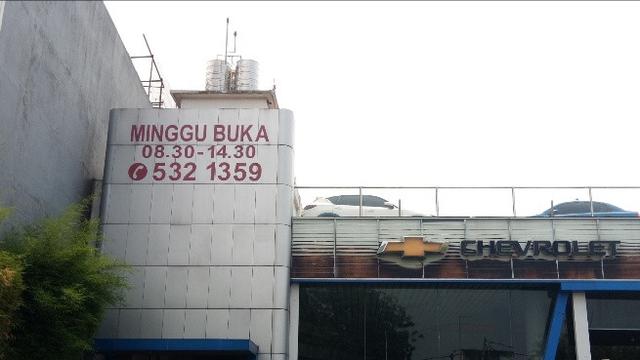 MINGGU BUKA
08.30-14.30
532 1359
CHEVROLET